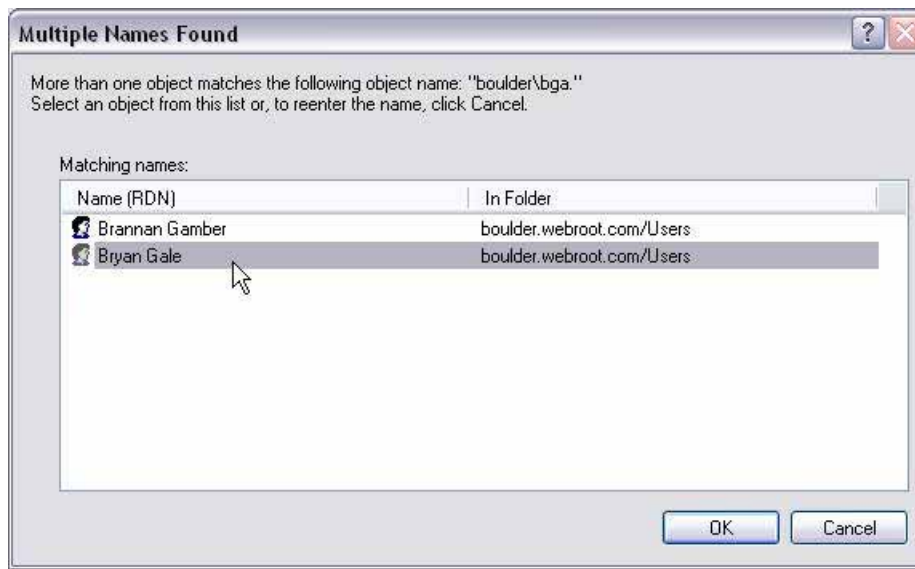 Multiple Names Found
More than one object matches the following object name: "boulder\bga."
Select an object from this list or, to reenter the name, click Cancel.
Matching names:
Name (RDN) In Folder
Brannan Gamber boulder.webroot.com/Users
Bryan Gale boulder.webroot.com/Users
OK Cancel